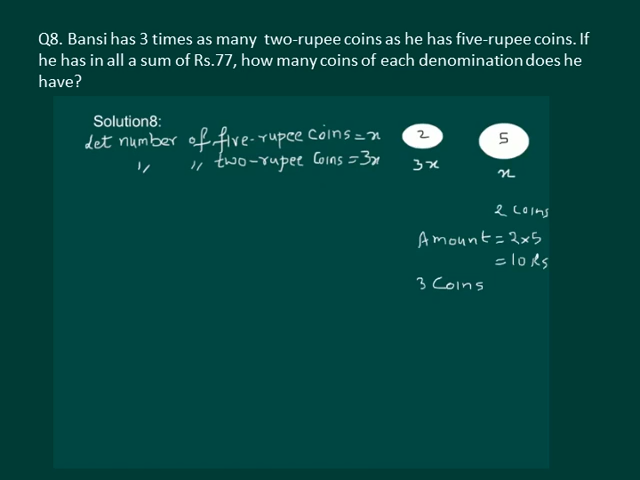 Q8. Bansi has 3 times as many two-rupee coins as he has five-rupee coins. If
he has in all a sum of Rs.77, how many coins of each denomination does he
have?
Solution8:
Let number of five-rupee coins = x
,, ,, two-rupee coins = 3x
2 5
3x x
2 coins
Amount = 2×5
= 10 Rs
3 Coins